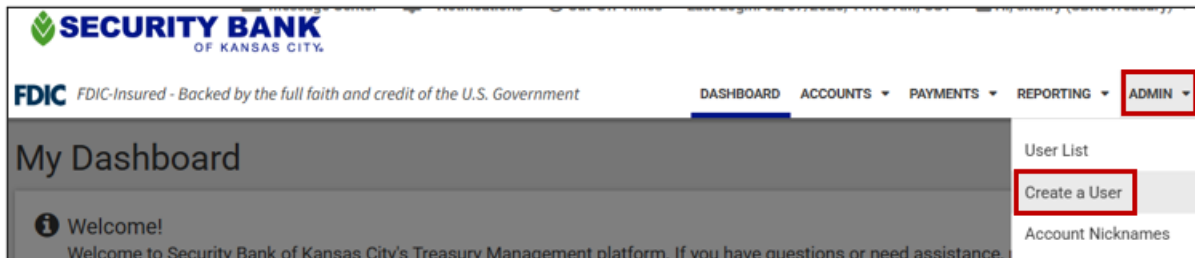 SECURITY BANK
OF KANSAS CITY®
FDIC FDIC-Insured - Backed by the full faith and credit of the U.S. Government
DASHBOARD ACCOUNTS PAYMENTS REPORTING ADMIN
My Dashboard
User List
Create a User
Account Nicknames
Welcome!
Welcome to Security Bank of Kansas City's Treasury Management platform. If you have questions or need assistance,